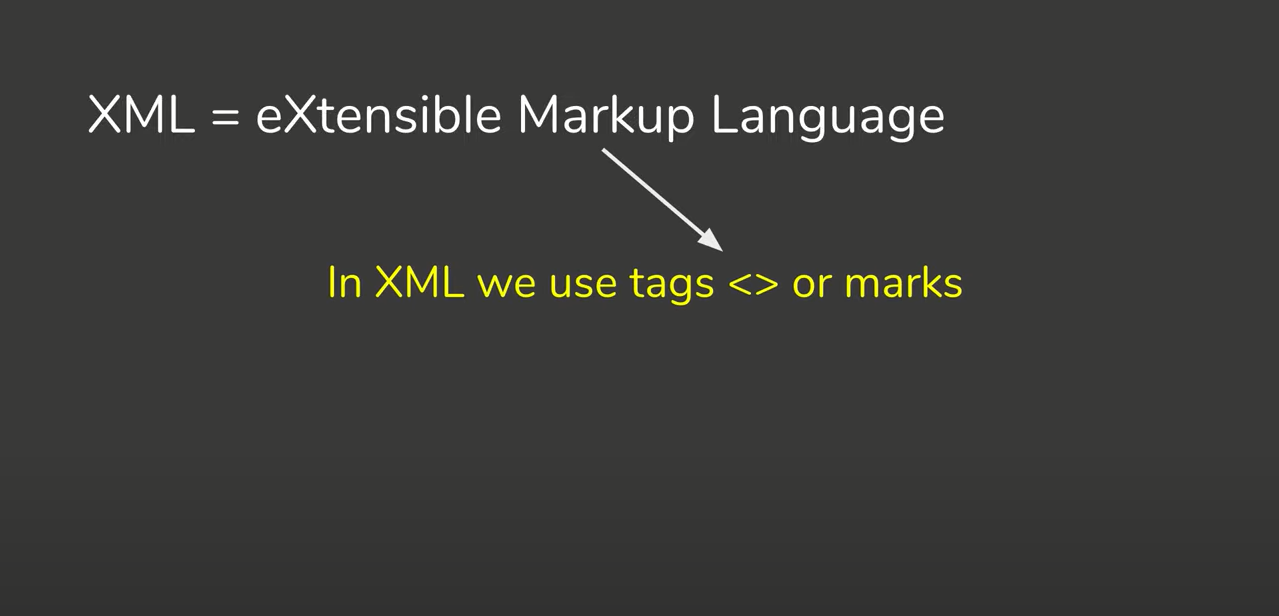 XML = eXtensible Markup Language
In XML we use tags <> or marks